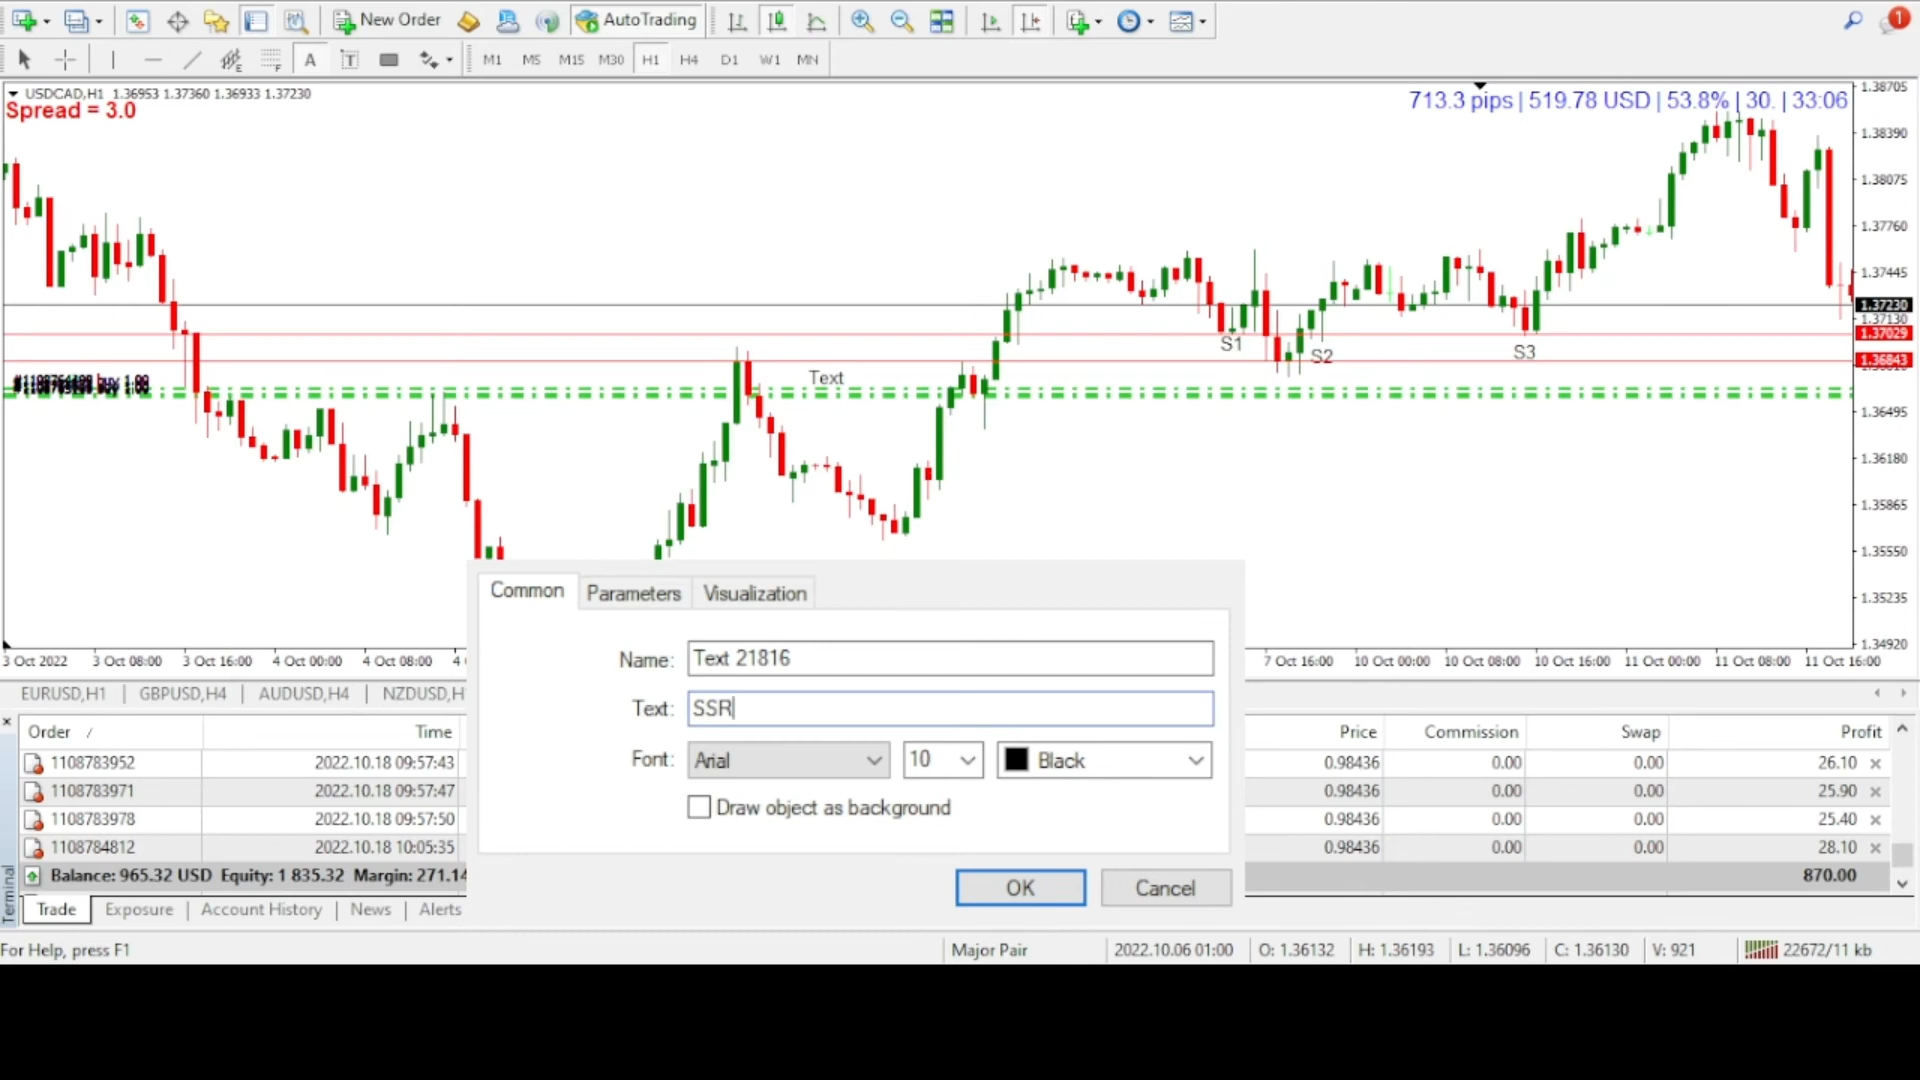 New Order
AutoTrading
1
A
T
M1 M5 M15 M30 H1 H4 D1 W1 MN
USDCAD,H1 1.36953 1.37360 1.36933 1.37230
Spread = 3.0
713.3 pips | 519.78 USD | 53.8% | 30. | 33:06
1.38705
1.38390
1.38075
1.37760
1.37445
1.37230
1.37130
1.37029
1.36843
S1
S2
S3
Text
1.36495
1.36180
1.35865
1.35550
1.35235
1.34920
3 Oct 2022 3 Oct 08:00 3 Oct 16:00 4 Oct 00:00 4 Oct 08:00 7 Oct 16:00 10 Oct 00:00 10 Oct 08:00 10 Oct 16:00 11 Oct 00:00 11 Oct 08:00 11 Oct 16:00
Common Parameters Visualization
Name: Text 21816
Text: SSR
Font: Arial 10 Black
Draw object as background
OK Cancel
EURUSD,H1 GBPUSD,H4 AUDUSD,H4 NZDUSD,H
Order / Time Price Commission Swap Profit
1108783952 2022.10.18 09:57:43 0.98436 0.00 0.00 26.10
1108783971 2022.10.18 09:57:47 0.98436 0.00 0.00 25.90
1108783978 2022.10.18 09:57:50 0.98436 0.00 0.00 25.40
1108784812 2022.10.18 10:05:35 0.98436 0.00 0.00 28.10
Balance: 965.32 USD Equity: 1 835.32 Margin: 271.14 870.00
Terminal
Trade Exposure Account History News Alerts
For Help, press F1 Major Pair 2022.10.06 01:00 O: 1.36132 H: 1.36193 L: 1.36096 C: 1.36130 V: 921 22672/11 kb